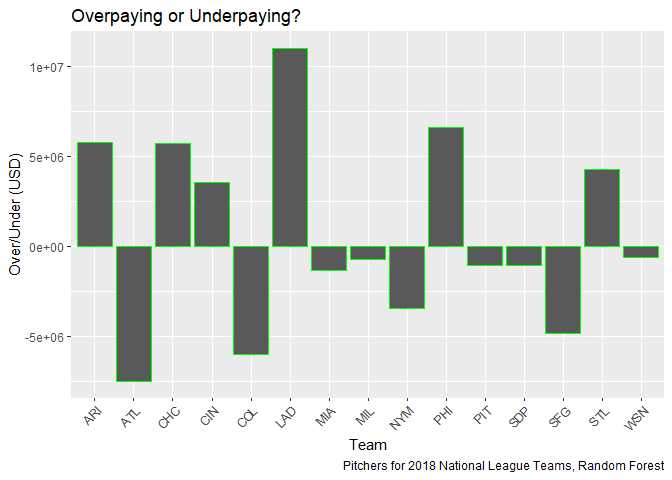 Overpaying or Underpaying?
1e+07
5e+06
0e+00
-5e+06
Over/Under (USD)
ARI ATL CHC CIN COL LAD MIA MIL NYM PHI PIT SDP SFG STL WSN
Team
Pitchers for 2018 National League Teams, Random Forest